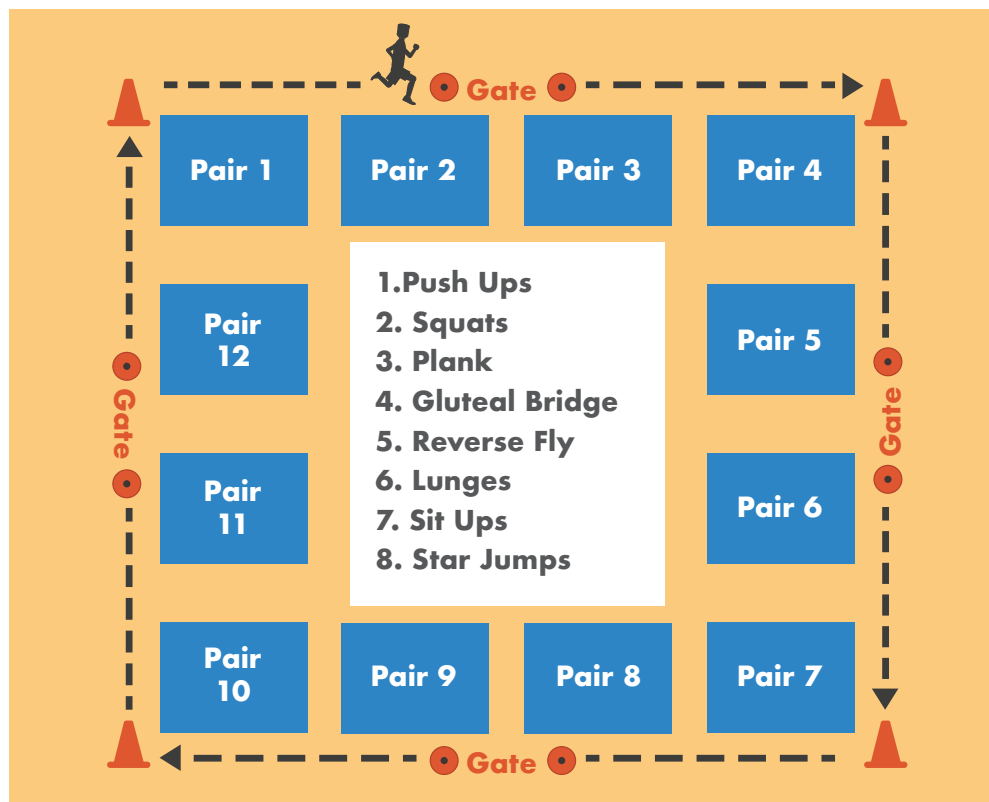 Gate
Pair 1
Pair 2
Pair 3
Pair 4
1.Push Ups
2. Squats
3. Plank
4. Gluteal Bridge
5. Reverse Fly
6. Lunges
7. Sit Ups
8. Star Jumps
Pair
12
Pair 5
Gate
Gate
Pair
11
Pair 6
Pair
10
Pair 9
Pair 8
Pair 7
Gate